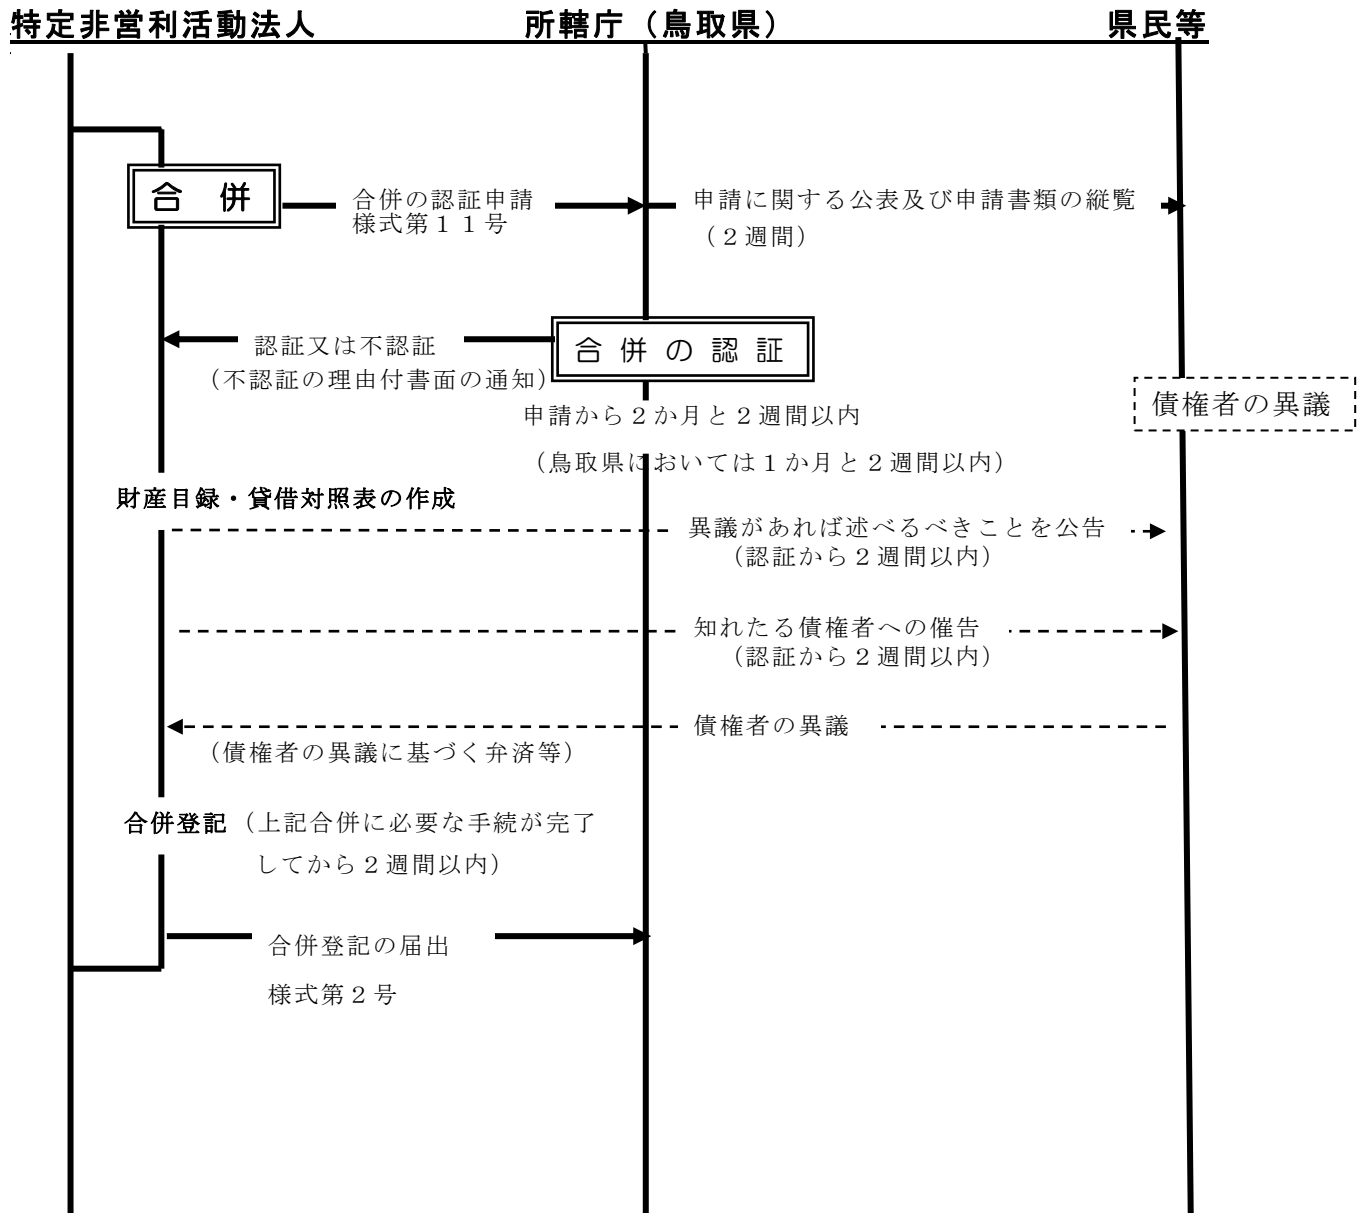 特定非営利活動法人
所轄庁（鳥取県）
県民等
合　併
合併の認証申請
様式第１１号
申請に関する公表及び申請書類の縦覧
（２週間）
認証又は不認証
（不認証の理由付書面の通知）
合併の認証
申請から２か月と２週間以内
（鳥取県においては１か月と２週間以内）
債権者の異議
財産目録・貸借対照表の作成
異議があれば述べるべきことを公告
（認証から２週間以内）
知れたる債権者への催告
（認証から２週間以内）
債権者の異議
（債権者の異議に基づく弁済等）
合併登記（上記合併に必要な手続が完了
してから２週間以内）
合併登記の届出
様式第２号